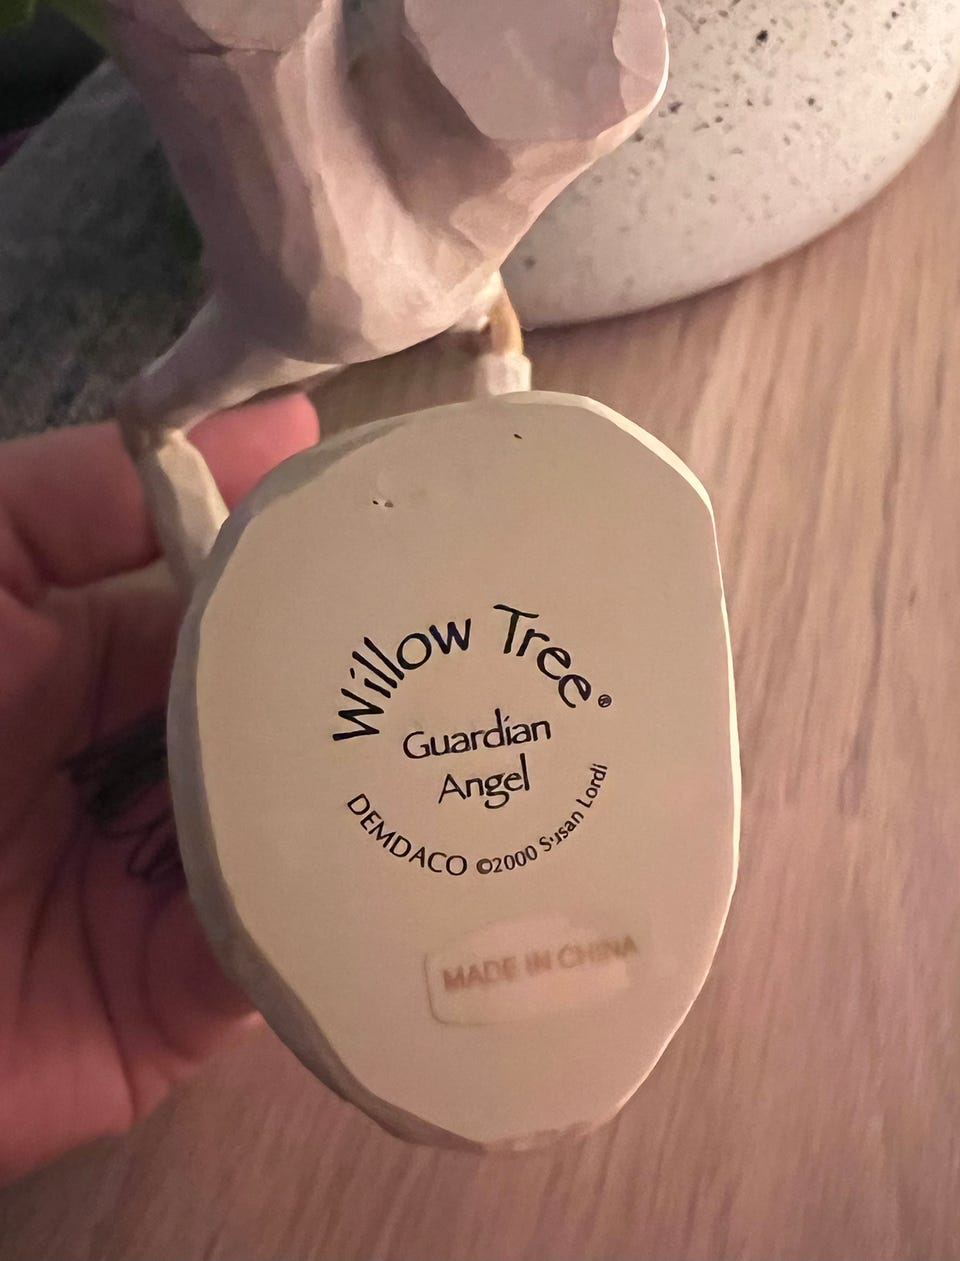 Willow Tree®
Guardian
Angel
DEMDACO ©2000 Susan Lordi
MADE IN CHINA